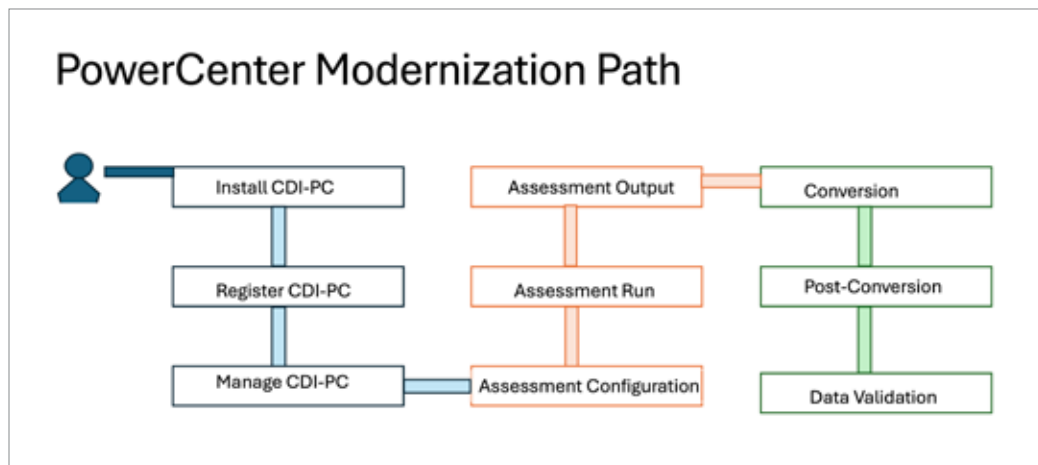 PowerCenter Modernization Path
Install CDI-PC
Register CDI-PC
Manage CDI-PC
Assessment Configuration
Assessment Run
Assessment Output
Conversion
Post-Conversion
Data Validation